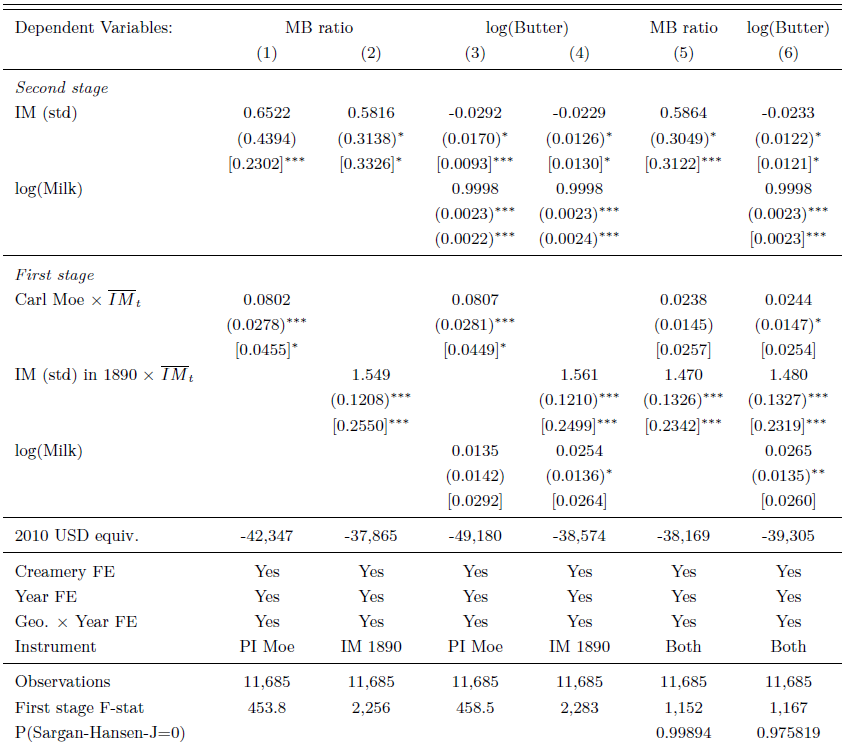 Dependent Variables: MB ratio log(Butter) MB ratio log(Butter)
(1) (2) (3) (4) (5) (6)
Second stage
IM (std) 0.6522 0.5816 -0.0292 -0.0229 0.5864 -0.0233
(0.4394) (0.3138)* (0.0170)* (0.0126)* (0.3049)* (0.0122)*
[0.2302]*** [0.3326]* [0.0093]*** [0.0130]* [0.3122]*** [0.0121]*
log(Milk) 0.9998 0.9998 0.9998
(0.0023)*** (0.0023)*** (0.0023)***
(0.0022)*** (0.0024)*** [0.0023]***
First stage
Carl Moe × \overline{IM}_t 0.0802 0.0807 0.0238 0.0244
(0.0278)*** (0.0281)*** (0.0145) (0.0147)*
[0.0455]* [0.0449]* [0.0257] [0.0254]
IM (std) in 1890 × \overline{IM}_t 1.549 1.561 1.470 1.480
(0.1208)*** (0.1210)*** (0.1326)*** (0.1327)***
[0.2550]*** [0.2499]*** [0.2342]*** [0.2319]***
log(Milk) 0.0135 0.0254 0.0265
(0.0142) (0.0136)* (0.0135)**
[0.0292] [0.0264] [0.0260]
2010 USD equiv. -42,347 -37,865 -49,180 -38,574 -38,169 -39,305
Creamery FE Yes Yes Yes Yes Yes Yes
Year FE Yes Yes Yes Yes Yes Yes
Geo. × Year FE Yes Yes Yes Yes Yes Yes
Instrument PI Moe IM 1890 PI Moe IM 1890 Both Both
Observations 11,685 11,685 11,685 11,685 11,685 11,685
First stage F-stat 453.8 2,256 458.5 2,283 1,152 1,167
P(Sargan-Hansen-J=0) 0.99894 0.975819